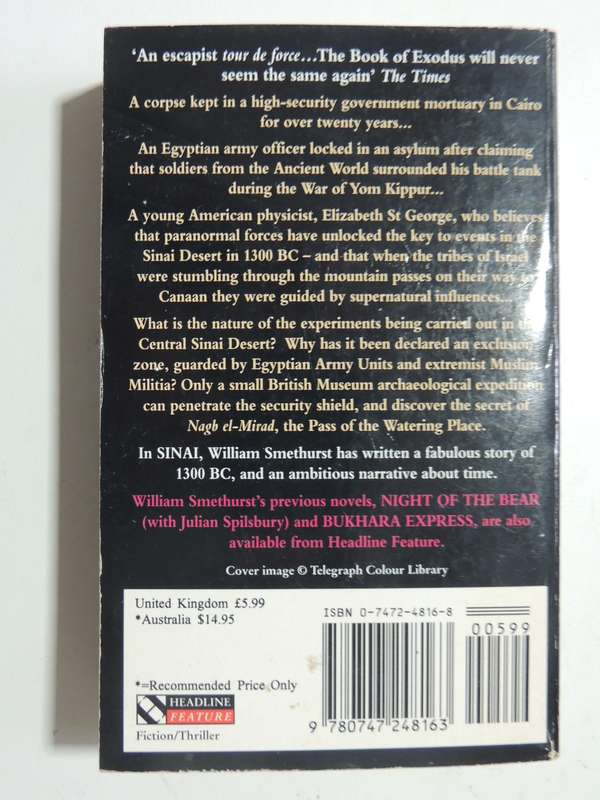 ‘An escapist tour de force…The Book of Exodus will never
seem the same again’ The Times
A corpse kept in a high-security government mortuary in Cairo
for over twenty years...
An Egyptian army officer locked in an asylum after claiming
that soldiers from the Ancient World surrounded his battle tank
during the War of Yom Kippur...
A young American physicist, Elizabeth St George, who believes
that paranormal forces have unlocked the key to events in the
Sinai Desert in 1300 BC – and that when the tribes of Israel
were stumbling through the mountain passes on their way to
Canaan they were guided by supernatural influences...
What is the nature of the experiments being carried out in the
Central Sinai Desert? Why has it been declared an exclusion
zone, guarded by Egyptian Army Units and extremist Muslim
Militia? Only a small British Museum archaeological expedition
can penetrate the security shield, and discover the secret of
Nagh el-Mirad, the Pass of the Watering Place.
In SINAI, William Smethurst has written a fabulous story of
1300 BC, and an ambitious narrative about time.
William Smethurst's previous novels, NIGHT OF THE BEAR
(with Julian Spilsbury) and BUKHARA EXPRESS, are also
available from Headline Feature.
Cover image © Telegraph Colour Library
United Kingdom £5.99
*Australia $14.95
*=Recommended Price Only
HEADLINE
FEATURE
Fiction/Thriller
ISBN 0-7472-4816-8
00599
9 780747 248163